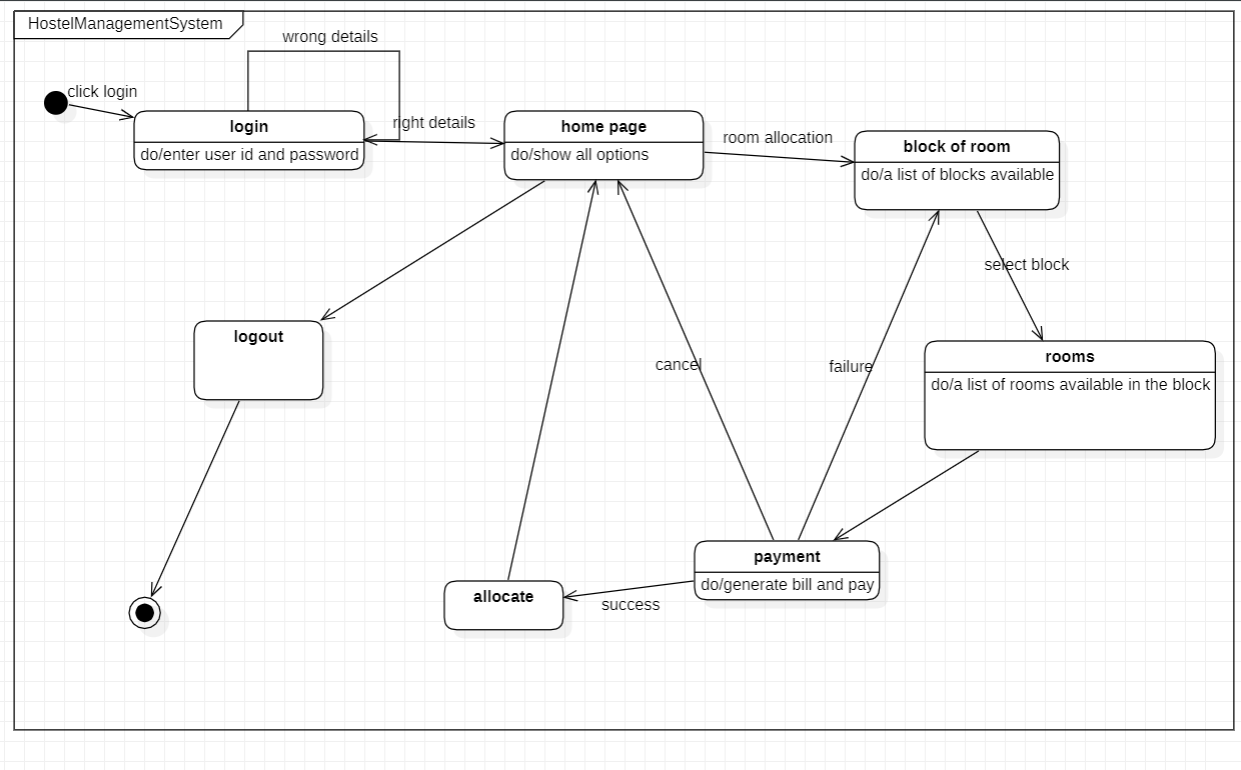 HostelManagementSystem
wrong details
click login
login
do/enter user id and password
right details
home page
do/show all options
room allocation
block of room
do/a list of blocks available
select block
logout
cancel
failure
rooms
do/a list of rooms available in the block
payment
do/generate bill and pay
allocate
success